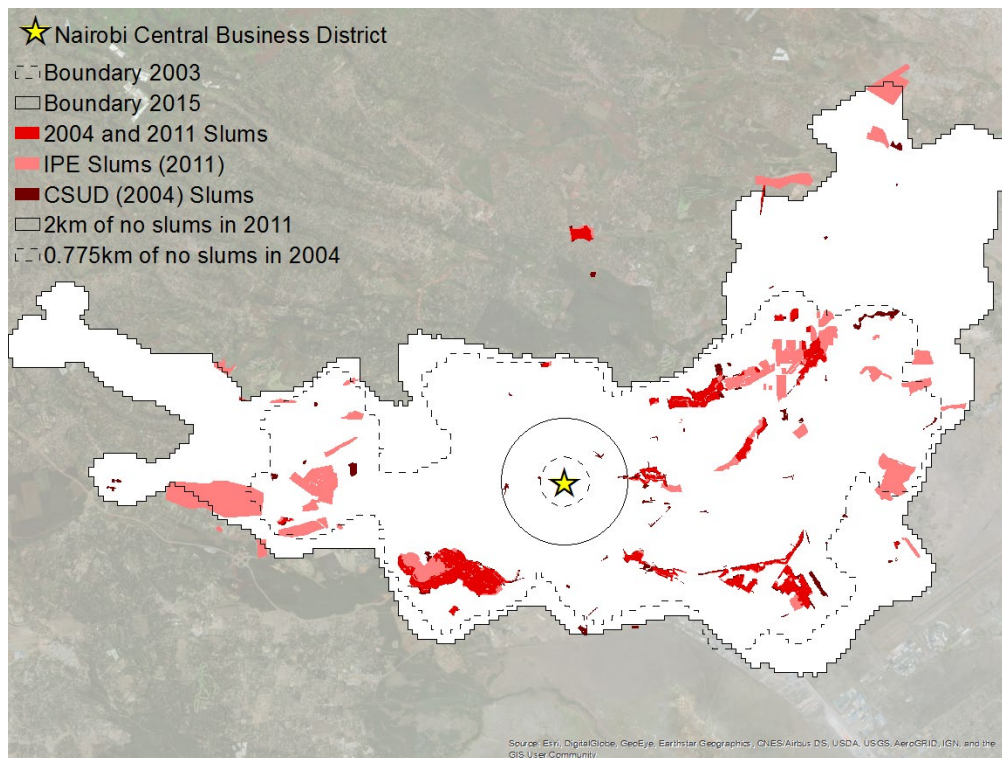 Nairobi Central Business District
Boundary 2003
Boundary 2015
2004 and 2011 Slums
IPE Slums (2011)
CSUD (2004) Slums
2km of no slums in 2011
0.775km of no slums in 2004
Source: Esri, DigitalGlobe, GeoEye, Earthstar Geographics, CNES/Airbus DS, USDA, USGS, AeroGRID, IGN, and the
GIS User Community